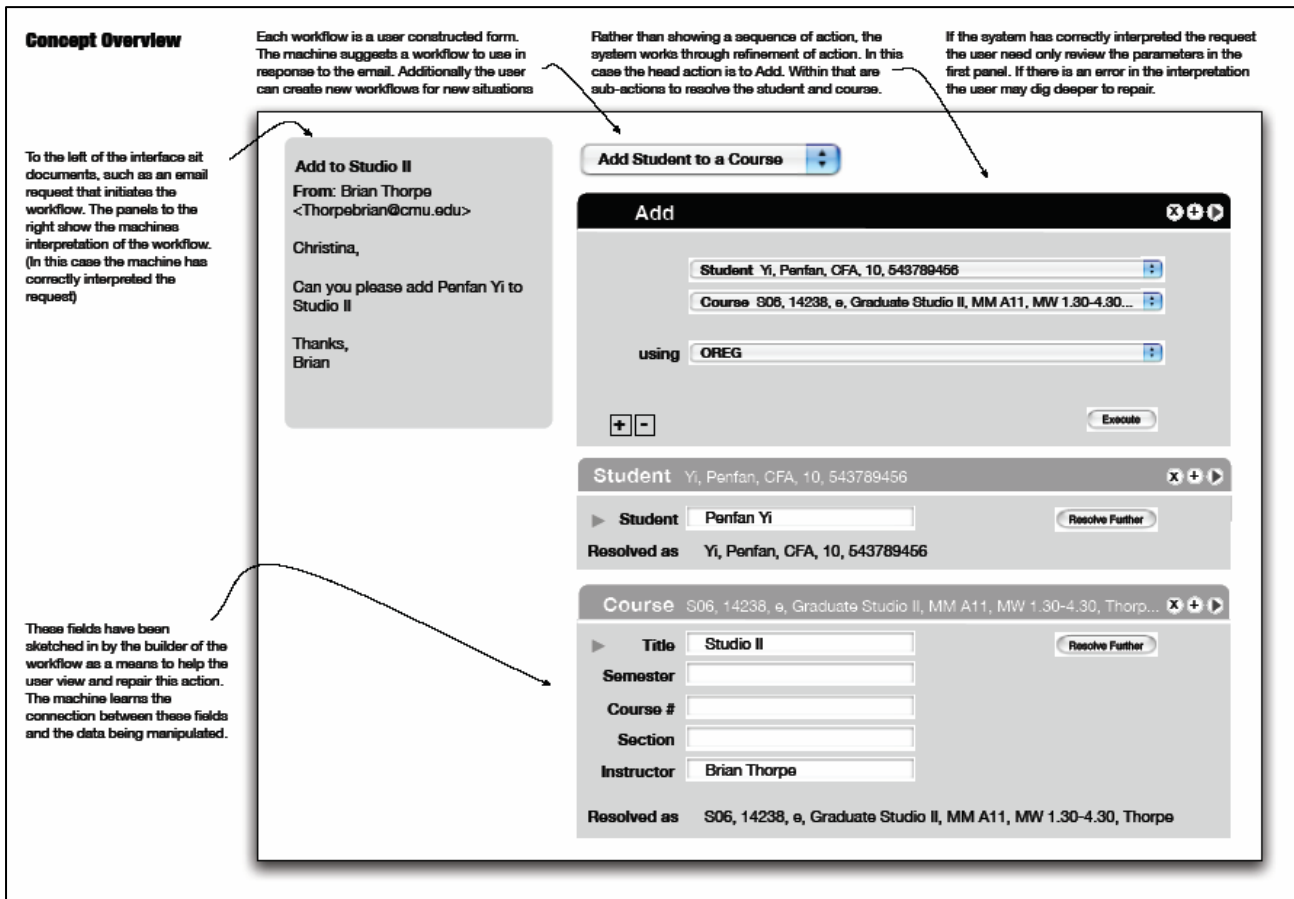 Concept Overview
Each workflow is a user constructed form.
The machine suggests a workflow to use in
response to the email. Additionally the user
can create new workflows for new situations
Rather than showing a sequence of action, the
system works through refinement of action. In this
case the head action is to Add. Within that are
sub-actions to resolve the student and course.
If the system has correctly interpreted the request
the user need only review the parameters in the
first panel. If there is an error in the interpretation
the user may dig deeper to repair.
To the left of the interface sit
documents, such as an email
request that initiates the
workflow. The panels to the
right show the machines
interpretation of the workflow.
(In this case the machine has
correctly interpreted the
request)
Add to Studio II
From: Brian Thorpe
<Thorpebrian@cmu.edu>
Christina,
Can you please add Penfan Yi to
Studio II
Thanks,
Brian
Add Student to a Course
Add
Student Yi, Penfan, CFA, 10, 543789456
Course S06, 14238, e, Graduate Studio II, MM A11, MW 1.30-4.30...
using OREG
+ -
Execute
Student Yi, Penfan, CFA, 10, 543789456
Student Penfan Yi
Resolve Further
Resolved as Yi, Penfan, CFA, 10, 543789456
Course S06, 14238, e, Graduate Studio II, MM A11, MW 1.30-4.30, Thorp...
Title Studio II
Resolve Further
Semester
Course #
Section
Instructor Brian Thorpe
Resolved as S06, 14238, e, Graduate Studio II, MM A11, MW 1.30-4.30, Thorpe
These fields have been
sketched in by the builder of the
workflow as a means to help the
user view and repair this action.
The machine learns the
connection between these fields
and the data being manipulated.